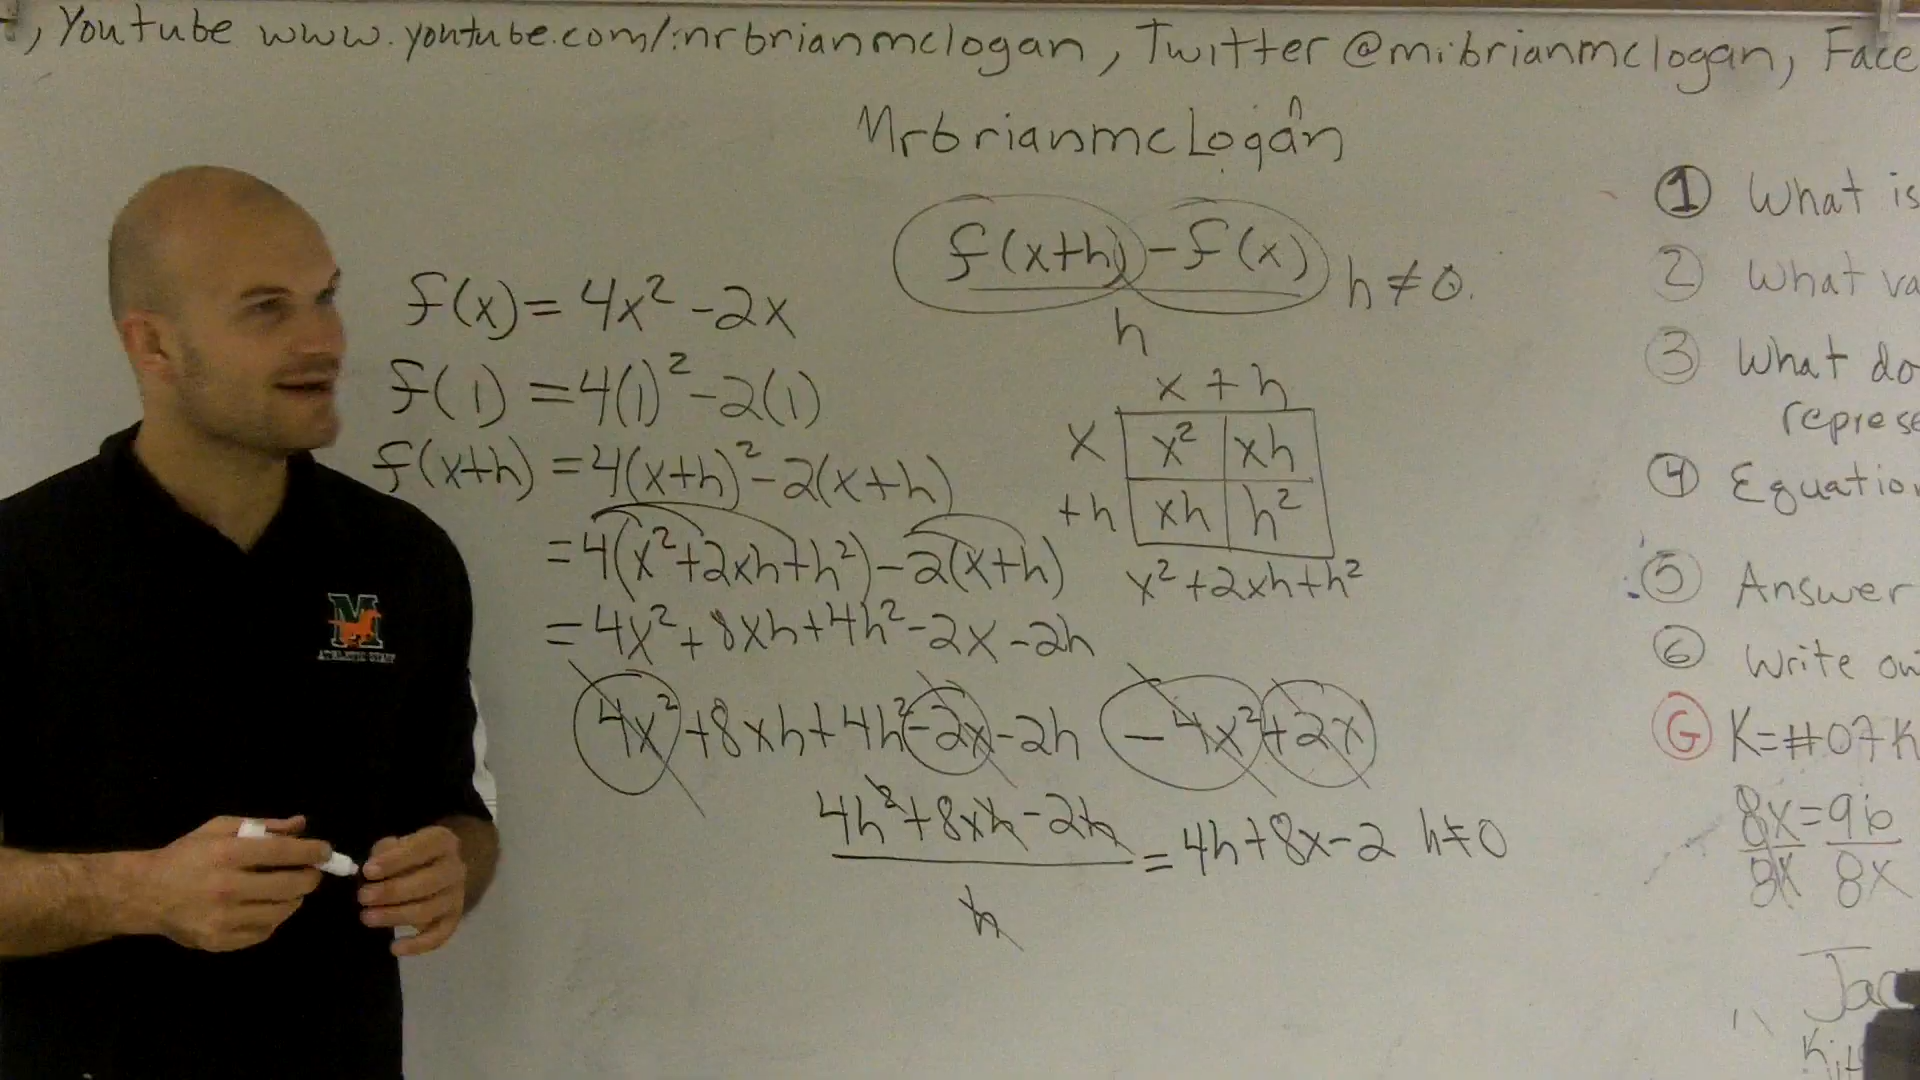 , Youtube www.youtube.com/mrbrianmclogan, Twitter @mrbrianmclogan, Face
MrbrianmcLogan
f(x+h) - f(x)
h
h ≠ 0.
f(x) = 4x² - 2x
f(1) = 4(1)² - 2(1)
f(x+h) = 4(x+h)² - 2(x+h)
= 4(x² + 2xh + h²) - 2(x+h)
= 4x² + 8xh + 4h² - 2x - 2h
4x² + 8xh + 4h² - 2x - 2h - 4x² + 2x
4h² + 8xh - 2h
h
= 4h + 8x - 2 h ≠ 0
x + h
x x² xh
+h xh h²
x² + 2xh + h²
M
ATHLETIC STAFF
① What is
② What va
③ What do
represe
④ Equation
⑤ Answer
⑥ Write ou
G K=#07K
8x = 96
8x 8x
Jac